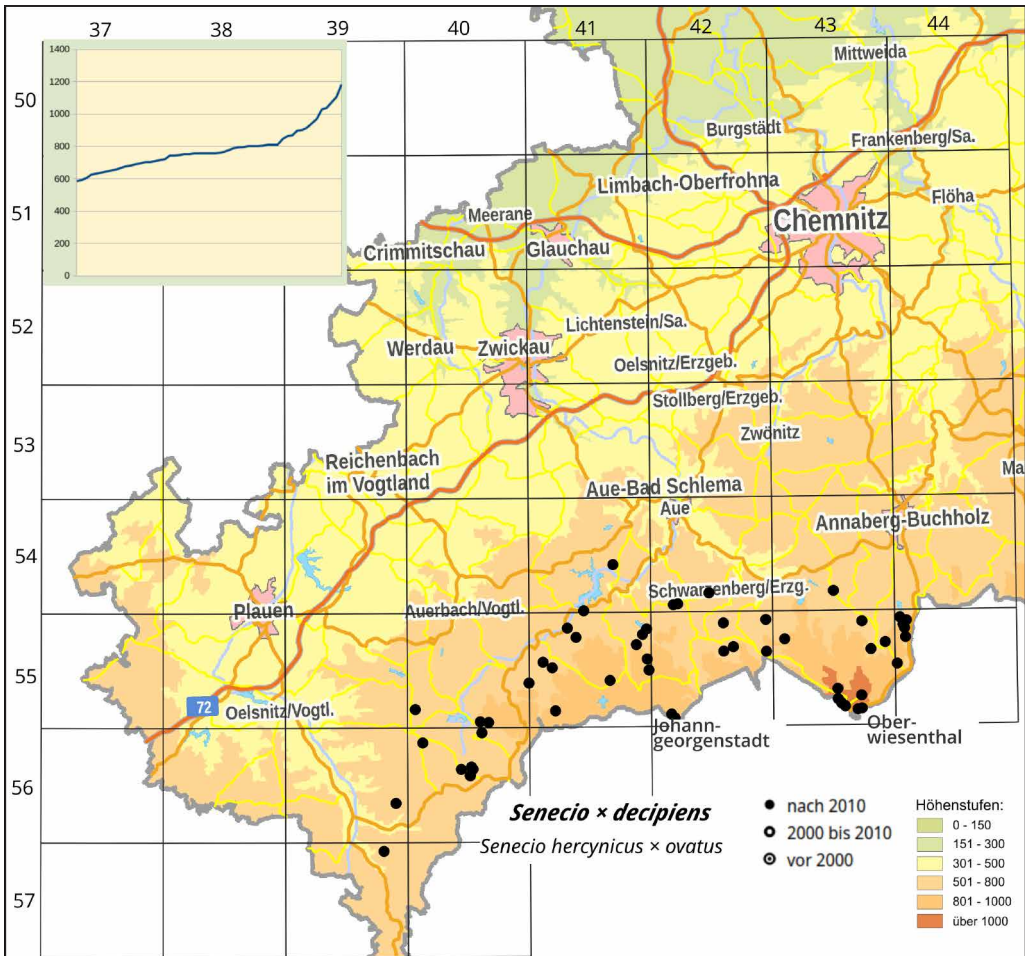 37 38 39 40 41 42 43 44
50
51
52
53
54
55
56
57
1400
1200
1000
800
600
400
200
0
Mittweida
Burgstädt
Frankenberg/Sa.
Limbach-Oberfrohna
Flöha
Meerane
Chemnitz
Crimmitschau
Glauchau
Lichtenstein/Sa.
Werdau
Zwickau
Oelsnitz/Erzgeb.
Stollberg/Erzgeb.
Zwönitz
Reichenbach
im Vogtland
Ma
Aue-Bad Schlema
Aue
Annaberg-Buchholz
Schwarzenberg/Erzg.
Plauen
Auerbach/Vogtl.
72
Oelsnitz/Vogtl.
Johann-
georgenstadt
Ober-
wiesenthal
Senecio × decipiens
Senecio hercynicus × ovatus
nach 2010
2000 bis 2010
vor 2000
Höhenstufen:
0 - 150
151 - 300
301 - 500
501 - 800
801 - 1000
über 1000